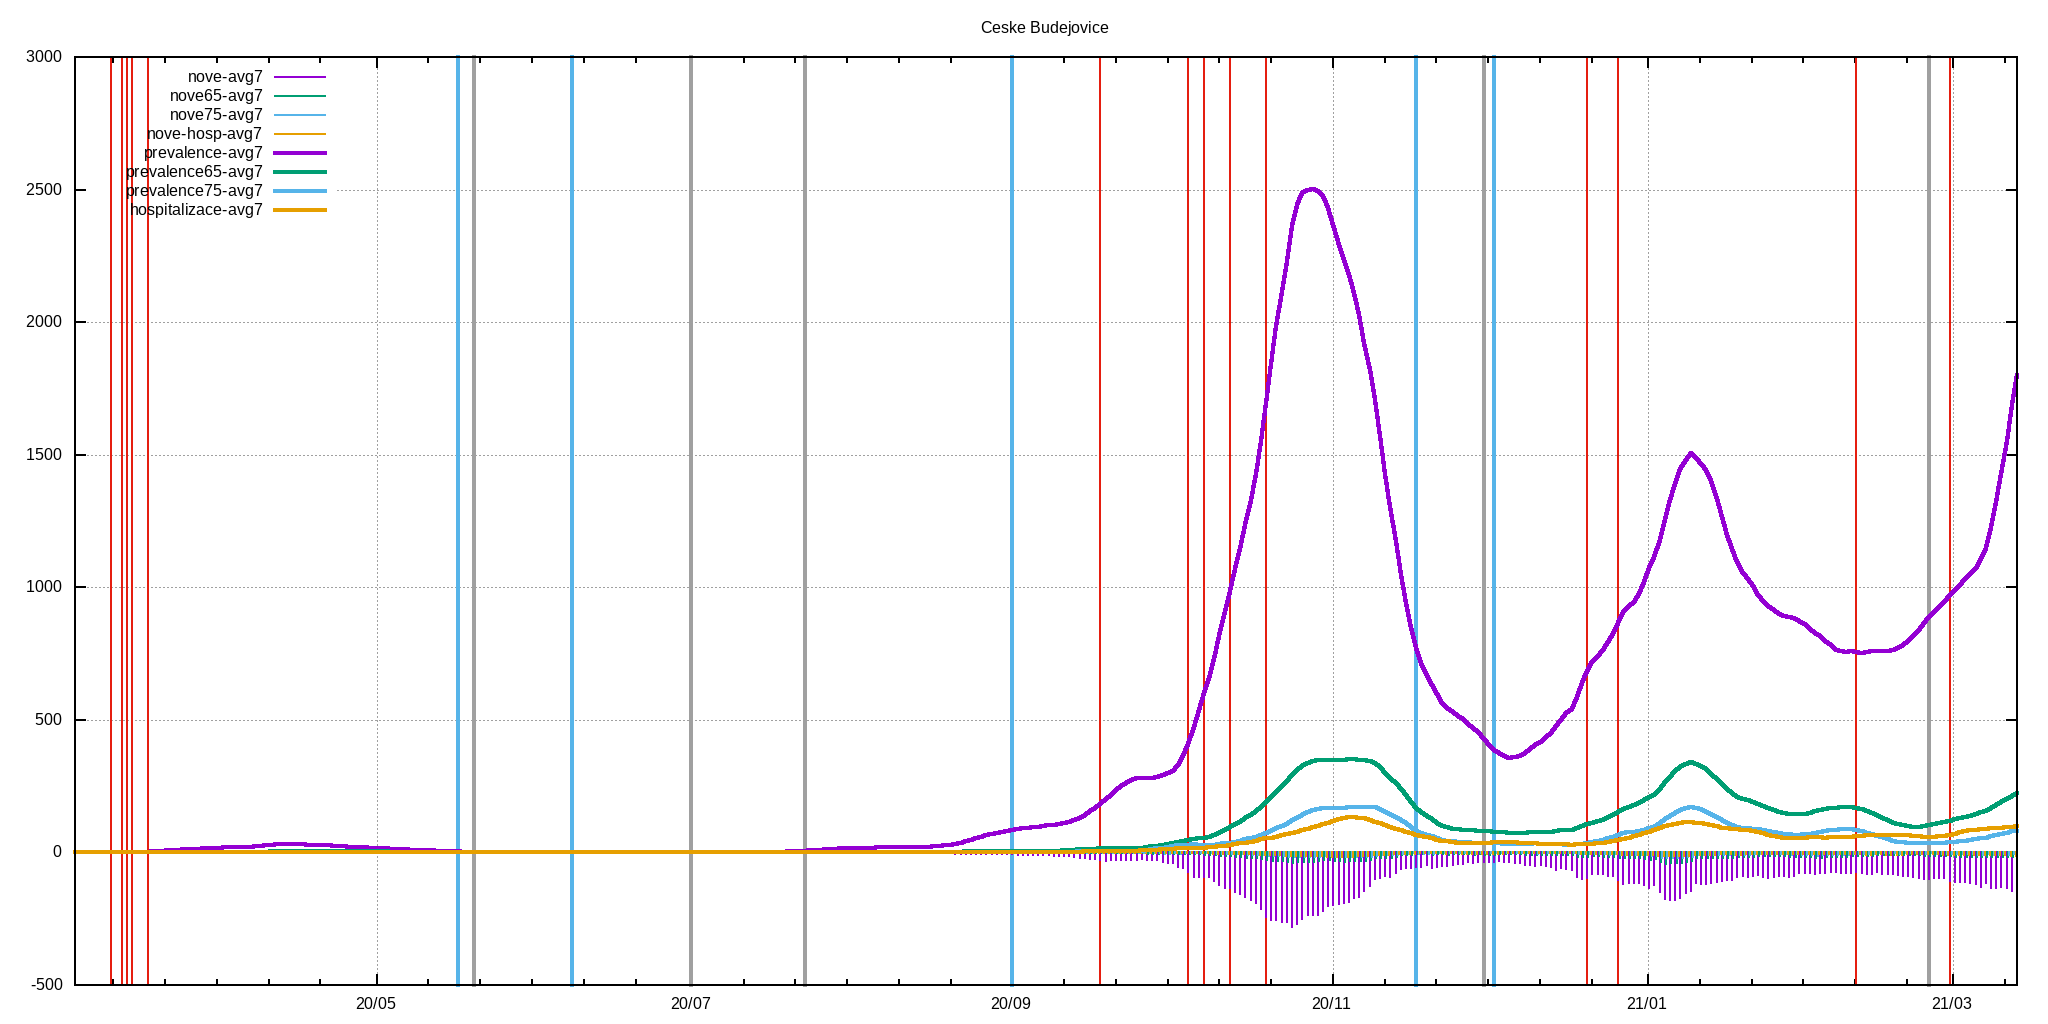 Ceske Budejovice
3000
2500
2000
1500
1000
500
0
-500
nove-avg7
nove65-avg7
nove75-avg7
nove-hosp-avg7
prevalence-avg7
prevalence65-avg7
prevalence75-avg7
hospitalizace-avg7
20/05
20/07
20/09
20/11
21/01
21/03